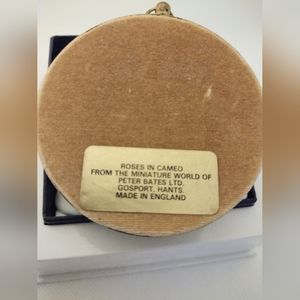 ROSES IN CAMEO
FROM THE MINIATURE WORLD OF
PETER BATES LTD.
GOSPORT, HANTS
MADE IN ENGLAND